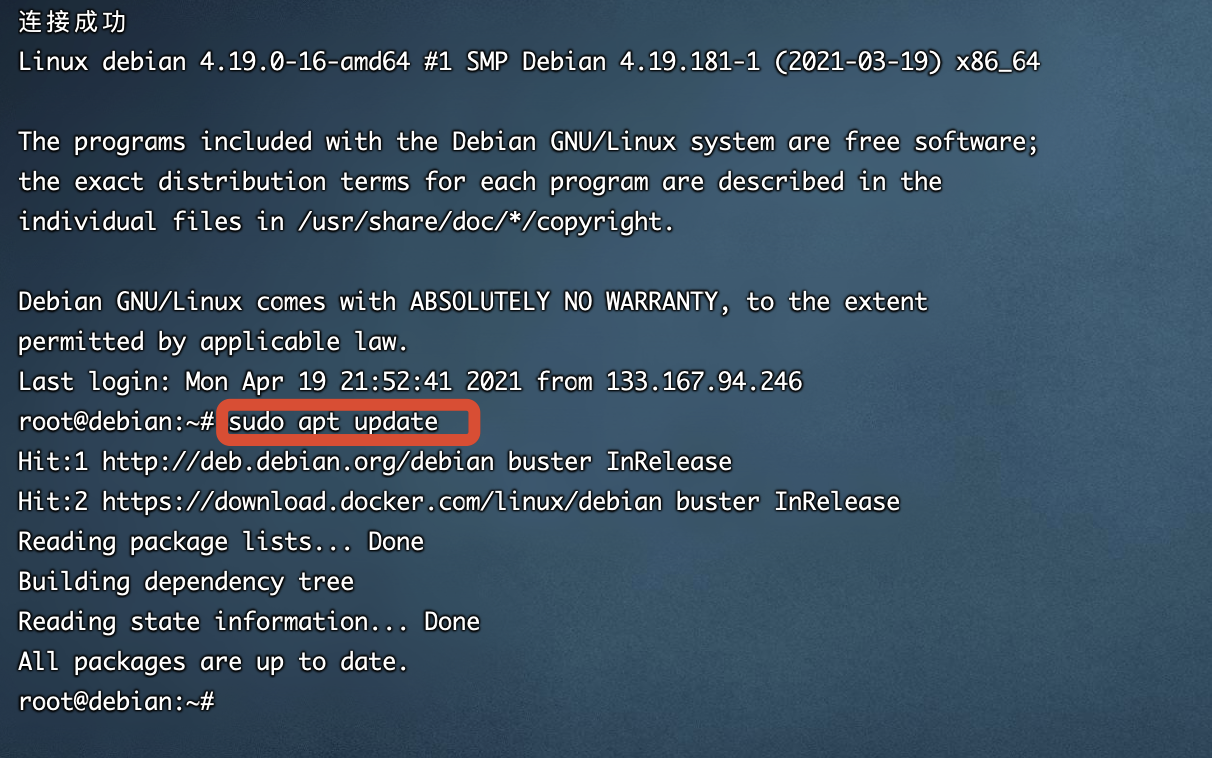 连接成功
Linux debian 4.19.0-16-amd64 #1 SMP Debian 4.19.181-1 (2021-03-19) x86_64
The programs included with the Debian GNU/Linux system are free software;
the exact distribution terms for each program are described in the
individual files in /usr/share/doc/*/copyright.
Debian GNU/Linux comes with ABSOLUTELY NO WARRANTY, to the extent
permitted by applicable law.
Last login: Mon Apr 19 21:52:41 2021 from 133.167.94.246
root@debian:~# sudo apt update
Hit:1 http://deb.debian.org/debian buster InRelease
Hit:2 https://download.docker.com/linux/debian buster InRelease
Reading package lists... Done
Building dependency tree
Reading state information... Done
All packages are up to date.
root@debian:~#